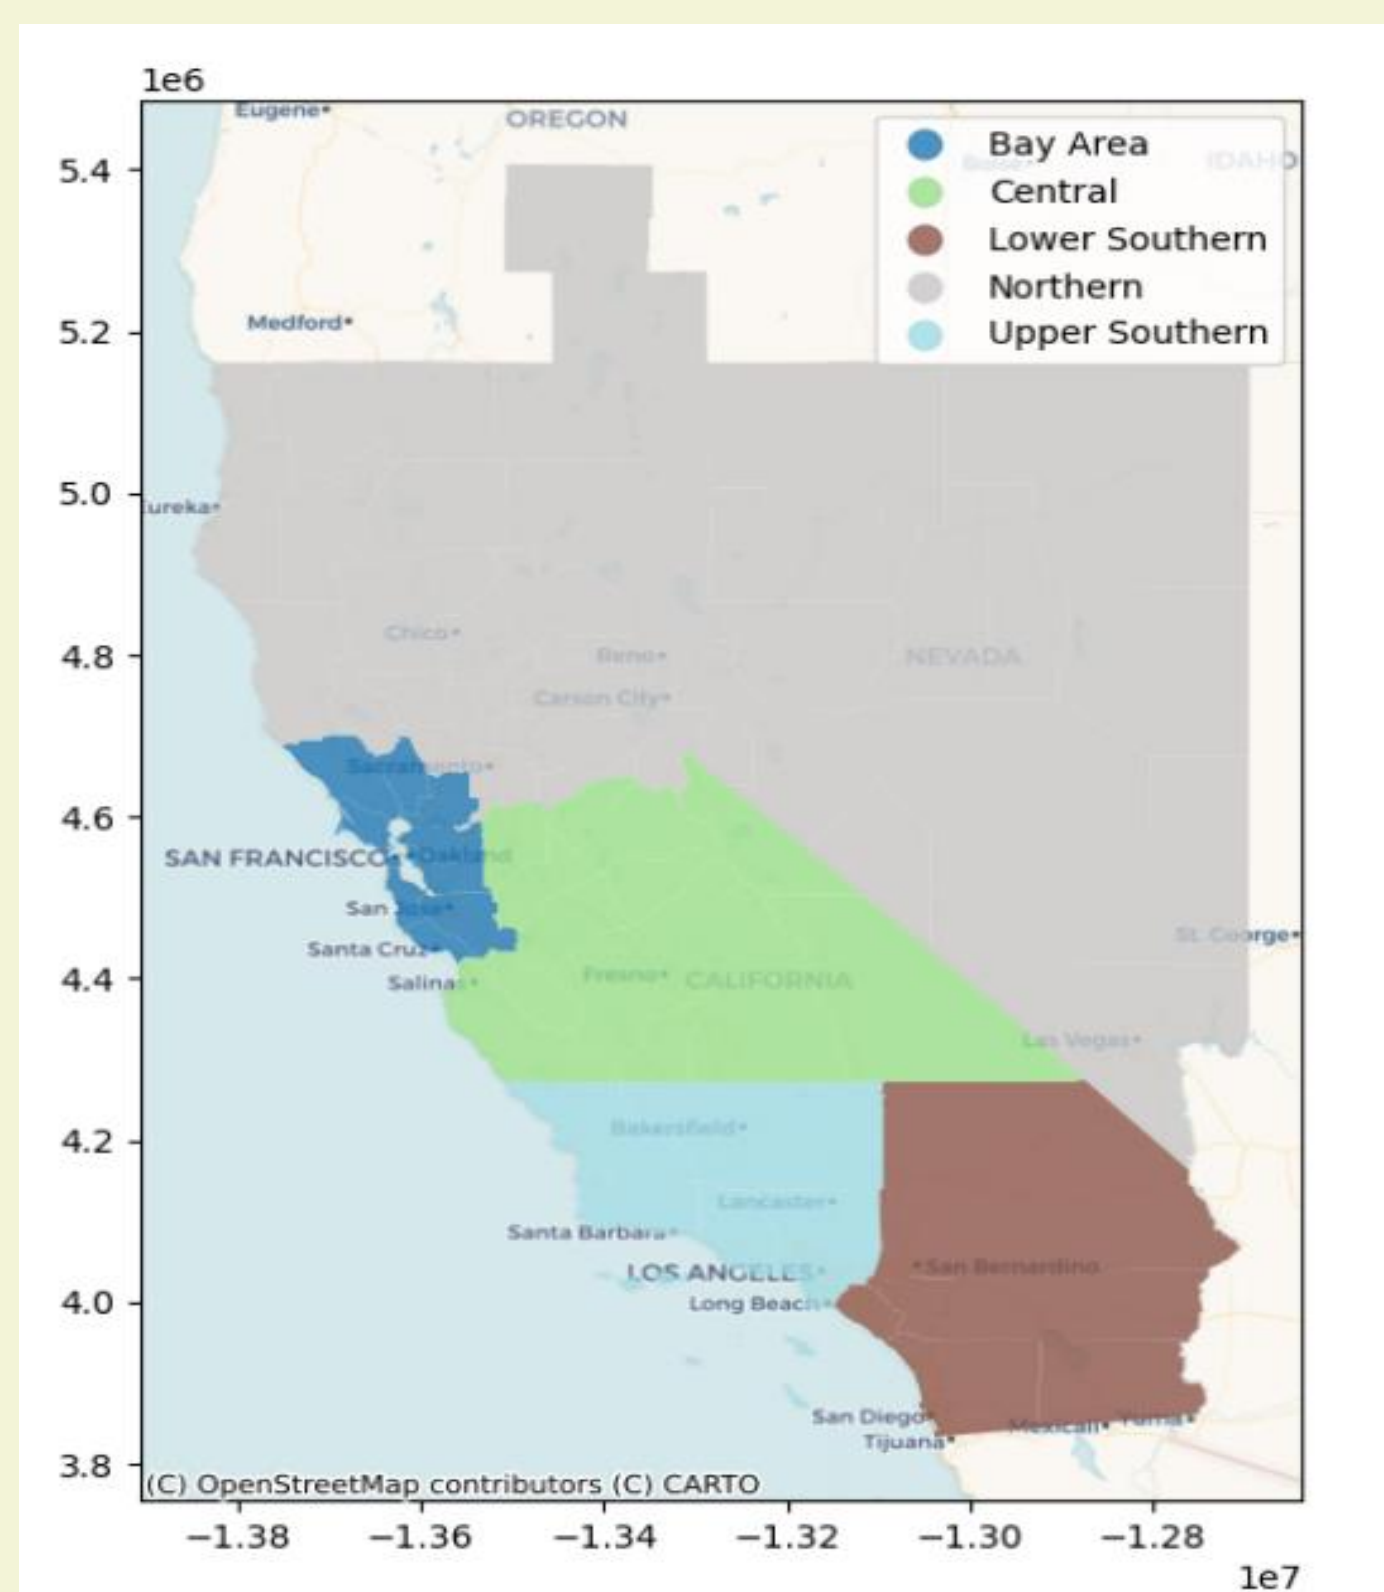 1e6
Eugene
OREGON
IDAHO
Bay Area
Central
Lower Southern
Northern
Upper Southern
5.4
5.2
5.0
4.8
4.6
4.4
4.2
4.0
3.8
Medford
Eureka
Chico
Reno
NEVADA
Carson City
Sacramento
SAN FRANCISCO
Oakland
San Jose
St. George
Santa Cruz
Salinas
Fresno
CALIFORNIA
Las Vegas
Bakersfield
Lancaster
Santa Barbara
LOS ANGELES
San Bernardino
Long Beach
San Diego
Mexicali
Yuma
Tijuana
(C) OpenStreetMap contributors (C) CARTO
−1.38
−1.36
−1.34
−1.32
−1.30
−1.28
1e7